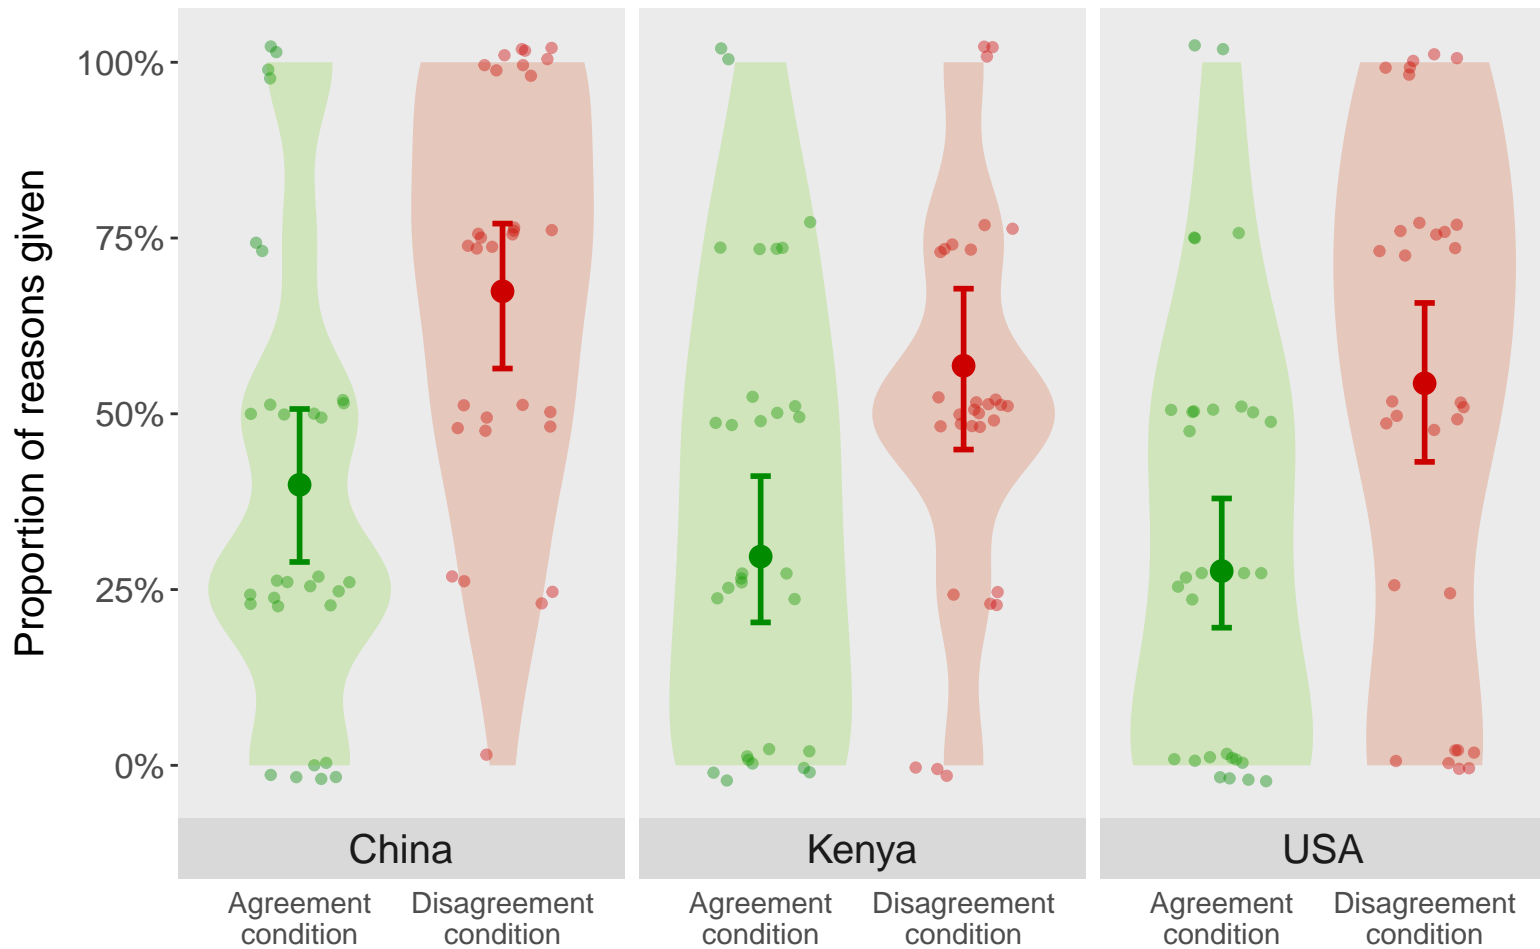 Proportion of reasons given
100%
75%
50%
25%
0%
China
Kenya
USA
Agreement
condition
Disagreement
condition
Agreement
condition
Disagreement
condition
Agreement
condition
Disagreement
condition